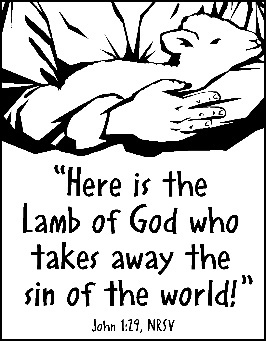 "Here is the
Lamb of God who
takes away the
sin of the world!"
John 1:29, NRSV